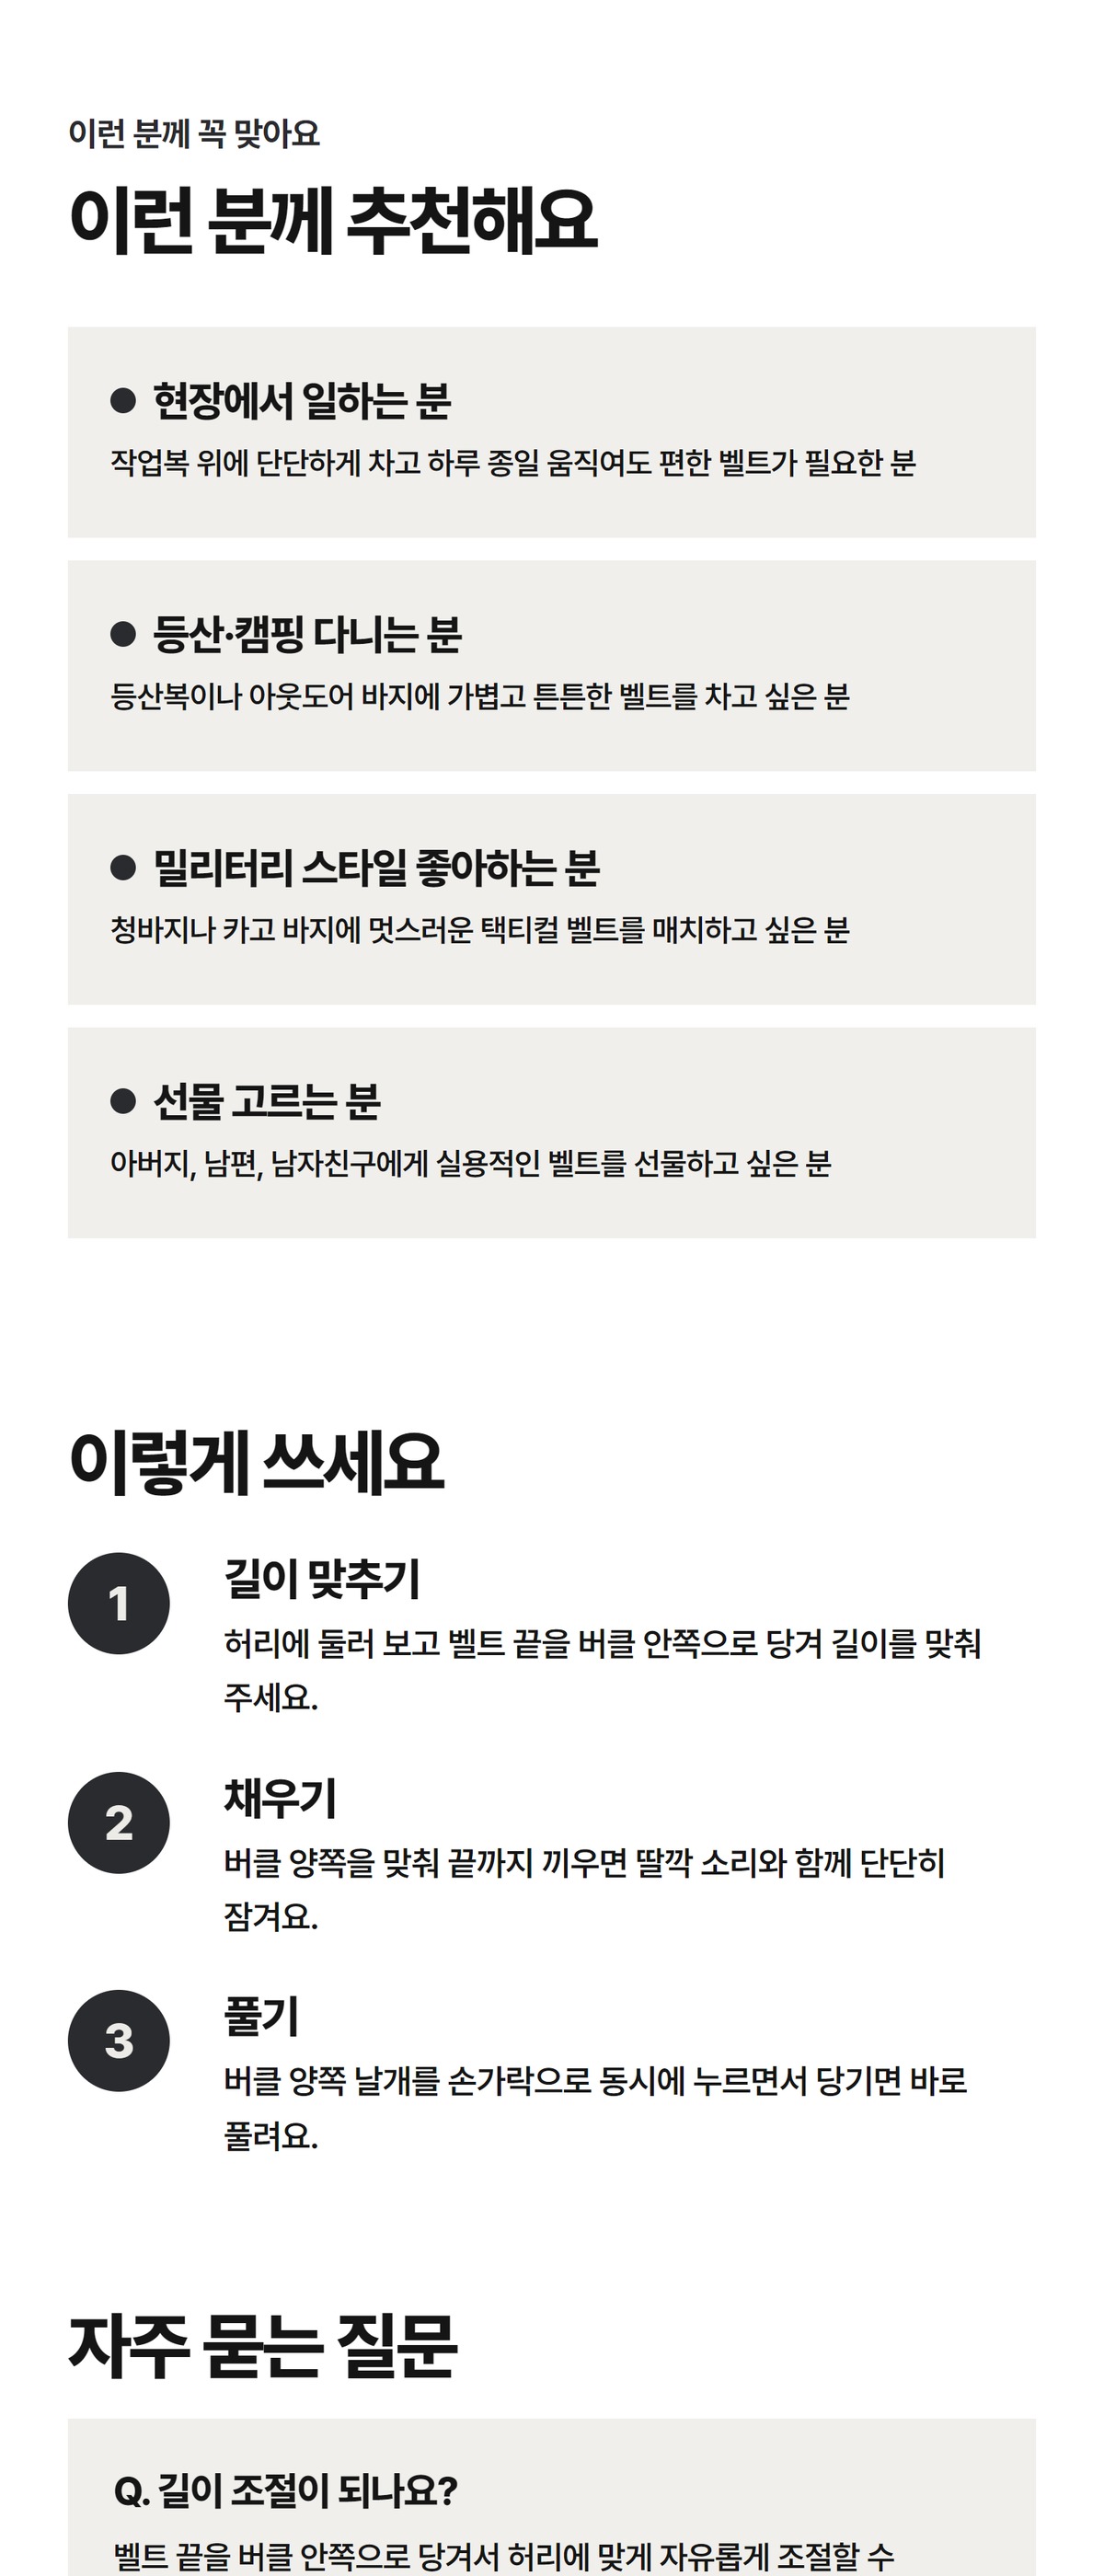 이런 분께 꼭 맞아요
이런 분께 추천해요
● 현장에서 일하는 분
작업복 위에 단단하게 차고 하루 종일 움직여도 편한 벨트가 필요한 분
● 등산·캠핑 다니는 분
등산복이나 아웃도어 바지에 가볍고 튼튼한 벨트를 차고 싶은 분
● 밀리터리 스타일 좋아하는 분
청바지나 카고 바지에 멋스러운 택티컬 벨트를 매치하고 싶은 분
● 선물 고르는 분
아버지, 남편, 남자친구에게 실용적인 벨트를 선물하고 싶은 분
이렇게 쓰세요
1
길이 맞추기
허리에 둘러 보고 벨트 끝을 버클 안쪽으로 당겨 길이를 맞춰
주세요.
2
채우기
버클 양쪽을 맞춰 끝까지 끼우면 딸깍 소리와 함께 단단히
잠겨요.
3
풀기
버클 양쪽 날개를 손가락으로 동시에 누르면서 당기면 바로
풀려요.
자주 묻는 질문
Q. 길이 조절이 되나요?
벨트 끝을 버클 안쪽으로 당겨서 허리에 맞게 자유롭게 조절할 수